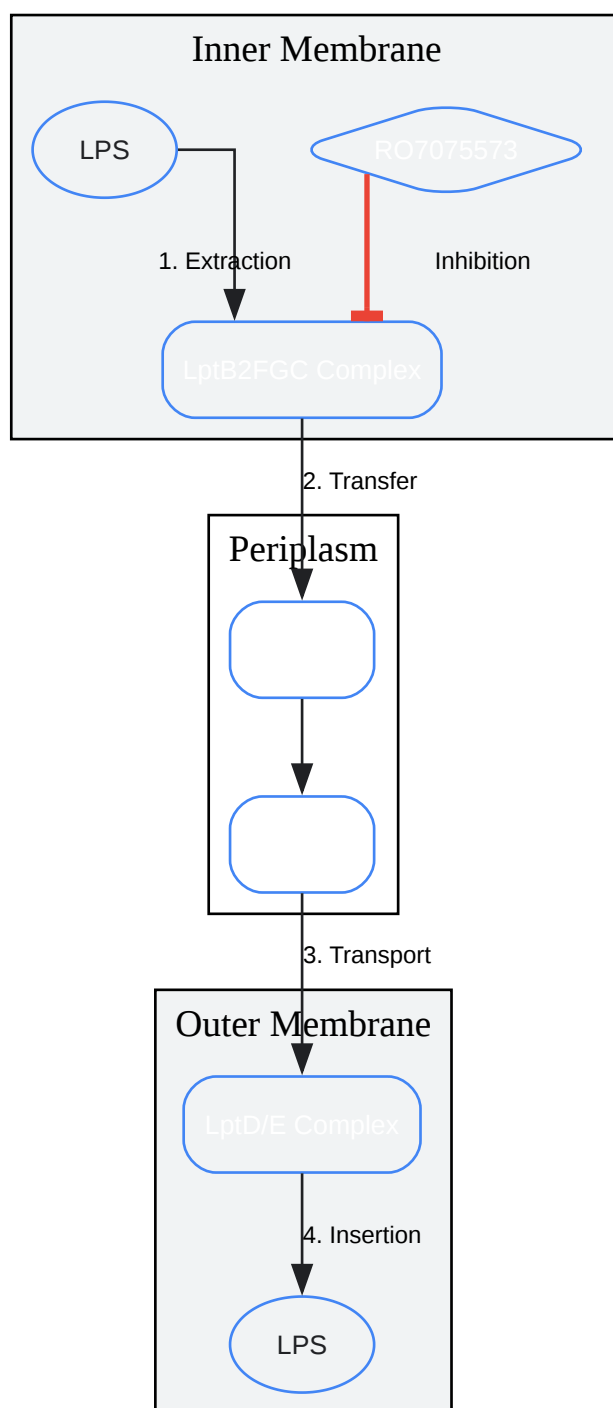 Inner Membrane
LPS
RO7075573
1. Extraction
Inhibition
LptB2FGC Complex
2. Transfer
Periplasm
3. Transport
Outer Membrane
LptD/E Complex
4. Insertion
LPS